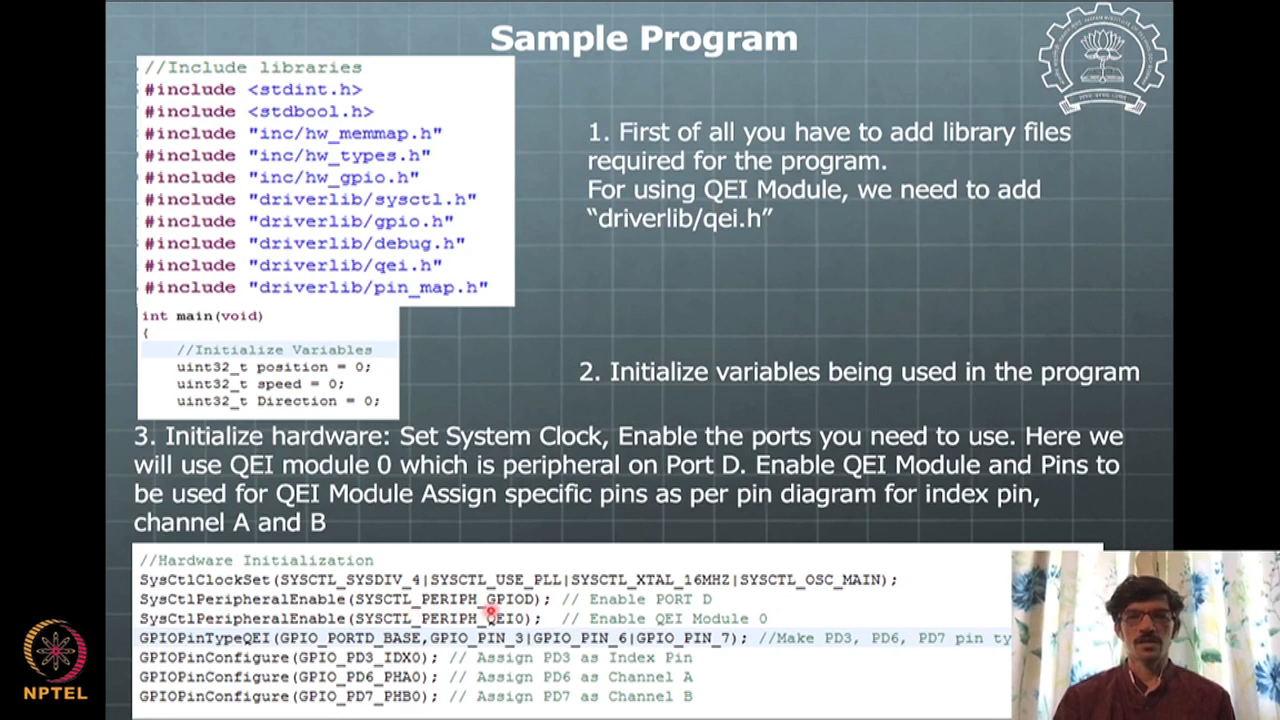 Sample Program
//Include libraries
#include <stdint.h>
#include <stdbool.h>
#include "inc/hw_memmap.h"
#include "inc/hw_types.h"
#include "inc/hw_gpio.h"
#include "driverlib/sysctl.h"
#include "driverlib/gpio.h"
#include "driverlib/debug.h"
#include "driverlib/qei.h"
#include "driverlib/pin_map.h"
1. First of all you have to add library files
required for the program.
For using QEI Module, we need to add
“driverlib/qei.h”
int main(void)
{
//Initialize Variables
uint32_t position = 0;
uint32_t speed = 0;
uint32_t Direction = 0;
2. Initialize variables being used in the program
3. Initialize hardware: Set System Clock, Enable the ports you need to use. Here we
will use QEI module 0 which is peripheral on Port D. Enable QEI Module and Pins to
be used for QEI Module Assign specific pins as per pin diagram for index pin,
channel A and B
//Hardware Initialization
SysCtlClockSet(SYSCTL_SYSDIV_4|SYSCTL_USE_PLL|SYSCTL_XTAL_16MHZ|SYSCTL_OSC_MAIN);
SysCtlPeripheralEnable(SYSCTL_PERIPH_GPIOD); // Enable PORT D
SysCtlPeripheralEnable(SYSCTL_PERIPH_QEI0); // Enable QEI Module 0
GPIOPinTypeQEI(GPIO_PORTD_BASE,GPIO_PIN_3|GPIO_PIN_6|GPIO_PIN_7); //Make PD3, PD6, PD7 pin ty
GPIOPinConfigure(GPIO_PD3_IDX0); // Assign PD3 as Index Pin
GPIOPinConfigure(GPIO_PD6_PHA0); // Assign PD6 as Channel A
GPIOPinConfigure(GPIO_PD7_PHB0); // Assign PD7 as Channel B
NPTEL